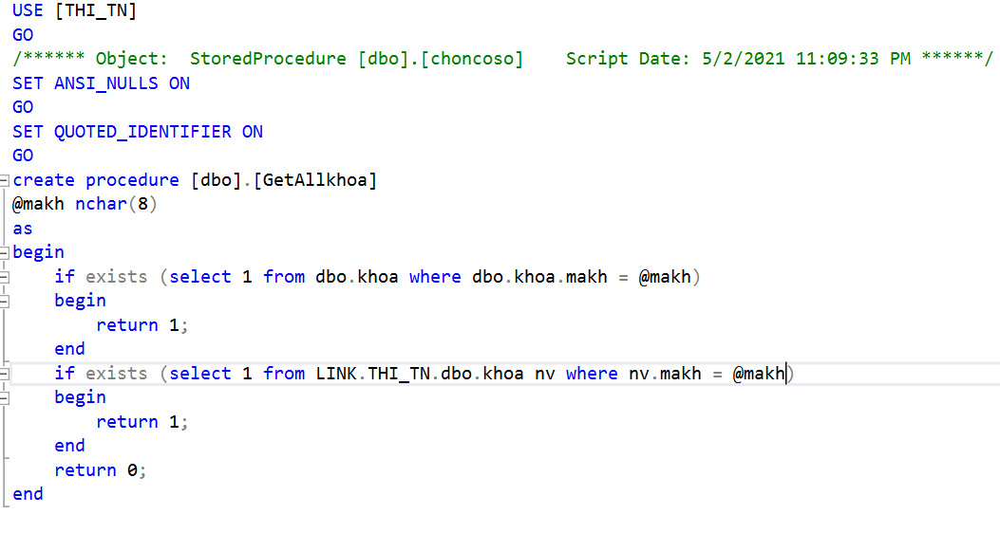 USE [THI_TN]
GO
/****** Object:  StoredProcedure [dbo].[choncoso]    Script Date: 5/2/2021 11:09:33 PM ******/
SET ANSI_NULLS ON
GO
SET QUOTED_IDENTIFIER ON
GO
create procedure [dbo].[GetAllkhoa]
@makh nchar(8)
as
begin
    if exists (select 1 from dbo.khoa where dbo.khoa.makh = @makh)
    begin
        return 1;
    end
    if exists (select 1 from LINK.THI_TN.dbo.khoa nv where nv.makh = @makh)
    begin
        return 1;
    end
    return 0;
end